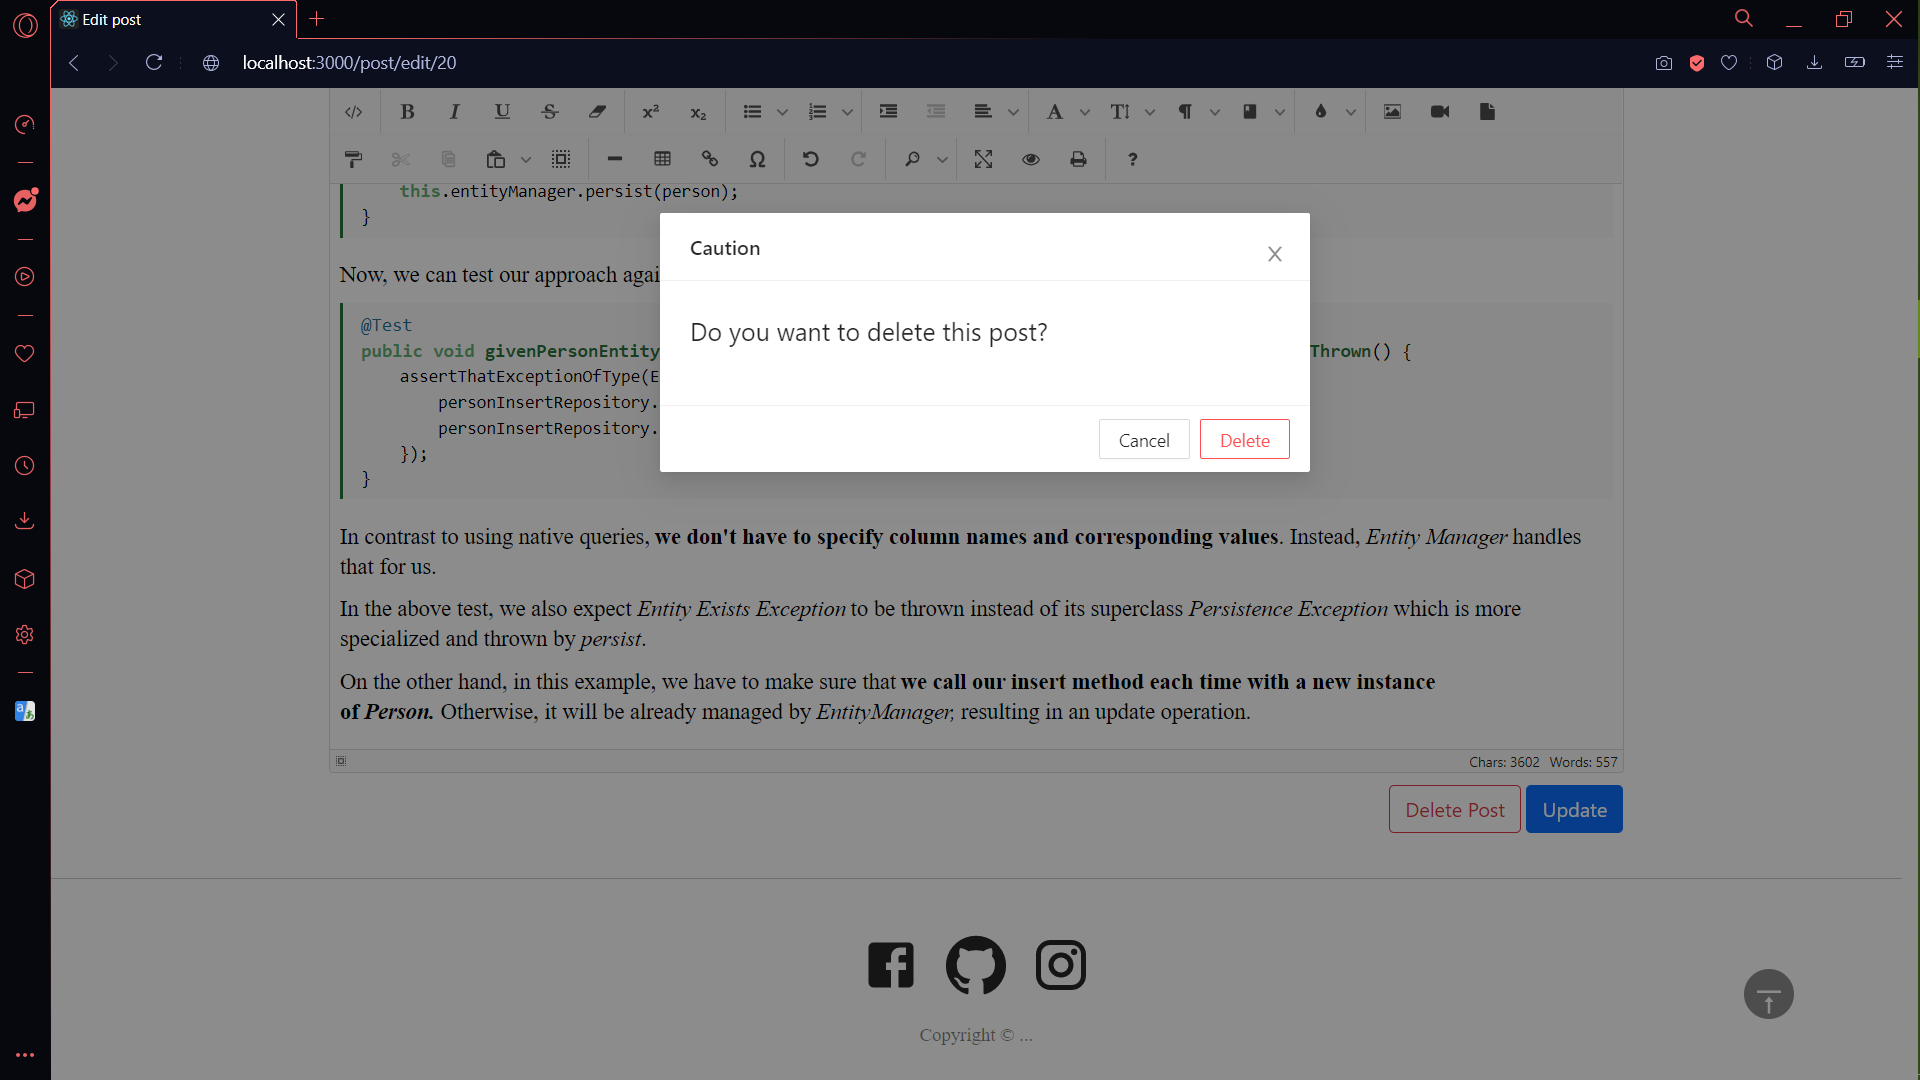 Edit post
localhost:3000/post/edit/20
this.entityManager.persist(person);
}
Now, we can test our approach agai
@Test
public void givenPersonEntity
Thrown() {
assertThatExceptionOfType(E
personInsertRepository.
personInsertRepository.
});
}
Caution
Do you want to delete this post?
Cancel
Delete
In contrast to using native queries, we don't have to specify column names and corresponding values. Instead, Entity Manager handles
that for us.
In the above test, we also expect Entity Exists Exception to be thrown instead of its superclass Persistence Exception which is more
specialized and thrown by persist.
On the other hand, in this example, we have to make sure that we call our insert method each time with a new instance
of Person. Otherwise, it will be already managed by EntityManager, resulting in an update operation.
Chars: 3602 Words: 557
Delete Post
Update
Copyright © ...